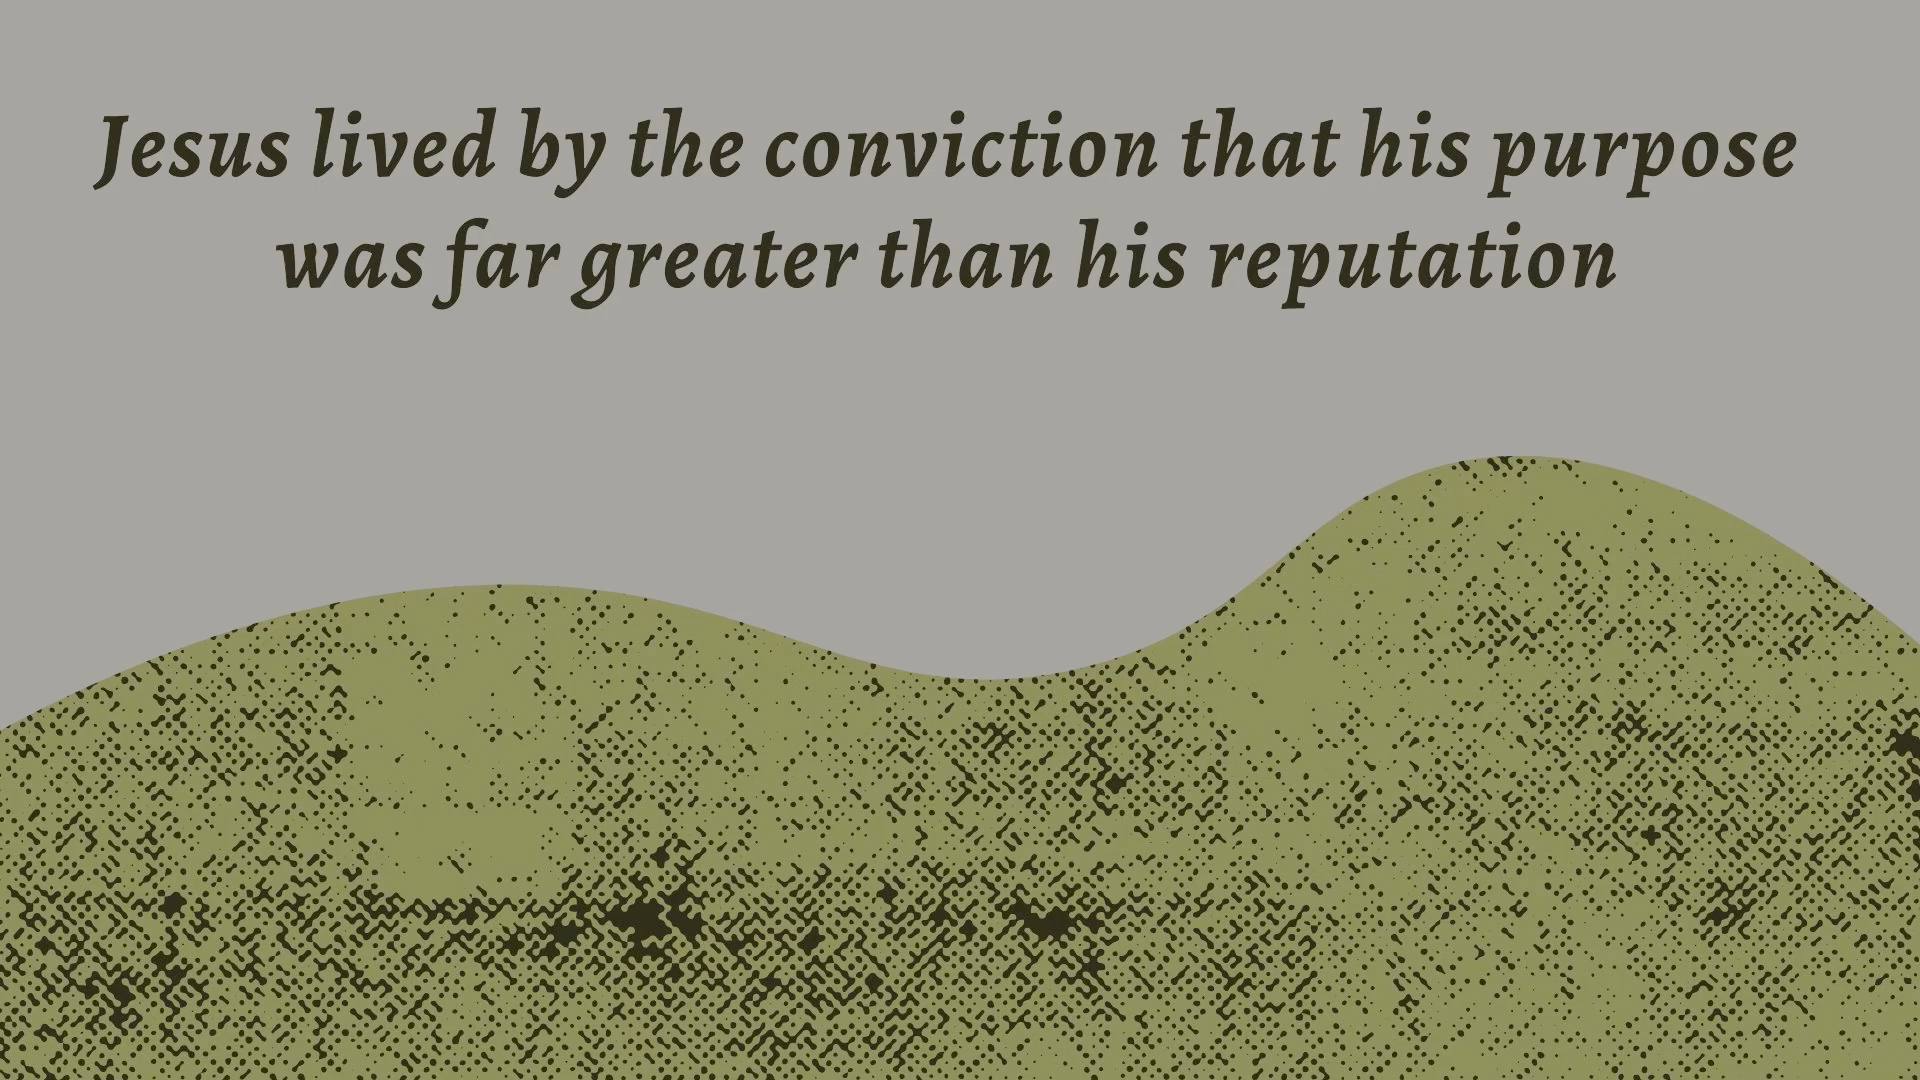 Jesus lived by the conviction that his purpose
was far greater than his reputation